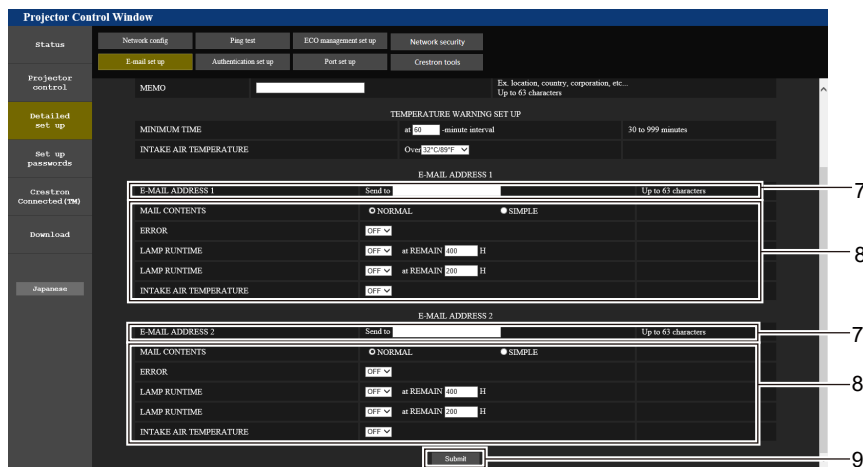 Projector Control Window
Status
Network config Ping test ECO management set up Network security
E-mail set up Authentication set up Port set up Crestron tools
Projector
control
Detailed
set up
Set up
passwords
Crestron
Connected(TM)
Download
Japanese
MEMO Ex. location, country, corporation, etc...
Up to 63 characters
TEMPERATURE WARNING SET UP
MINIMUM TIME at 60 -minute interval 30 to 999 minutes
INTAKE AIR TEMPERATURE Over 32°C/89°F
E-MAIL ADDRESS 1
E-MAIL ADDRESS 1 Send to Up to 63 characters 7
MAIL CONTENTS NORMAL SIMPLE
ERROR OFF
LAMP RUNTIME OFF at REMAIN 400 H 8
LAMP RUNTIME OFF at REMAIN 200 H
INTAKE AIR TEMPERATURE OFF
E-MAIL ADDRESS 2
E-MAIL ADDRESS 2 Send to Up to 63 characters 7
MAIL CONTENTS NORMAL SIMPLE
ERROR OFF
LAMP RUNTIME OFF at REMAIN 400 H 8
LAMP RUNTIME OFF at REMAIN 200 H
INTAKE AIR TEMPERATURE OFF
Submit 9